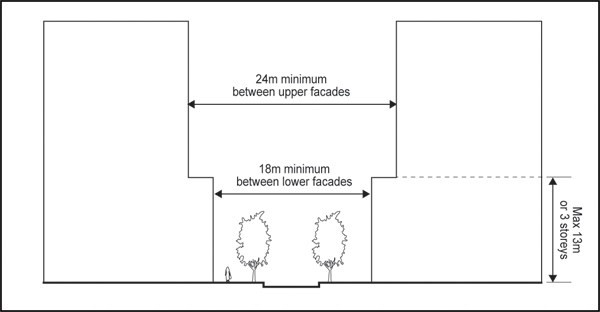 24m minimum
between upper facades
18m minimum
between lower facades
Max 13m
or 3 storeys